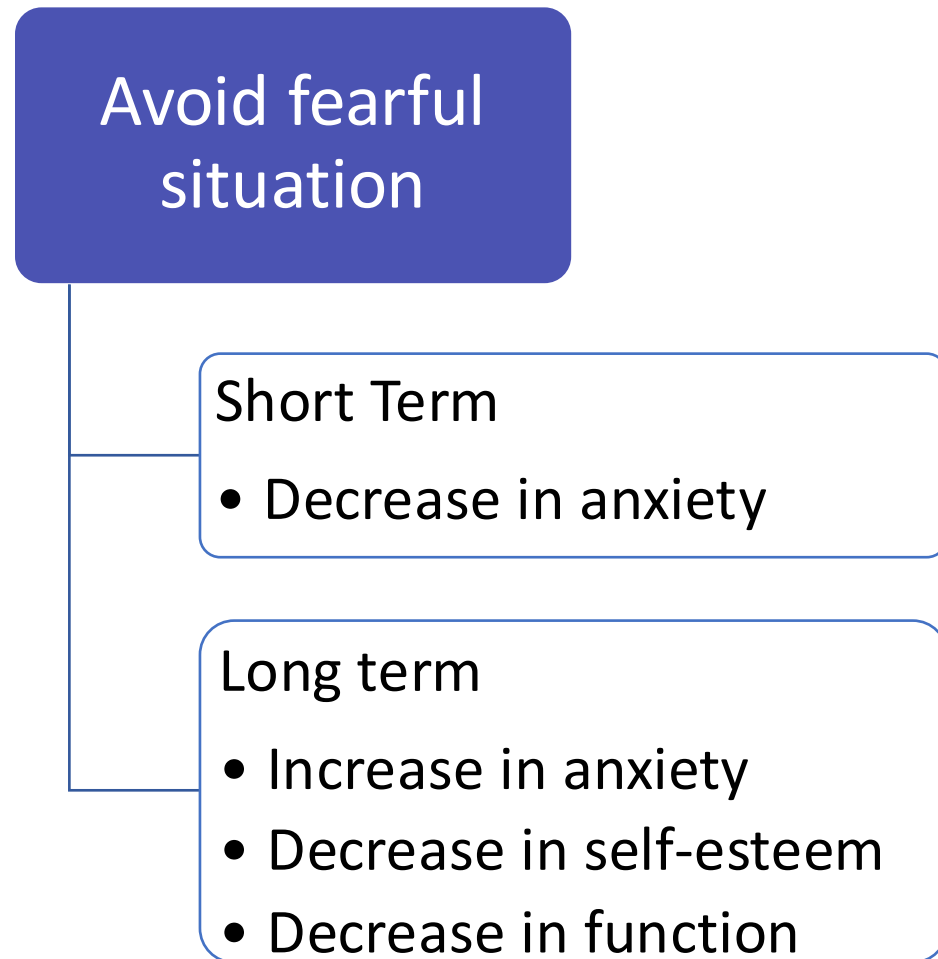 Avoid fearful
situation
Short Term
• Decrease in anxiety
Long term
• Increase in anxiety
• Decrease in self-esteem
• Decrease in function